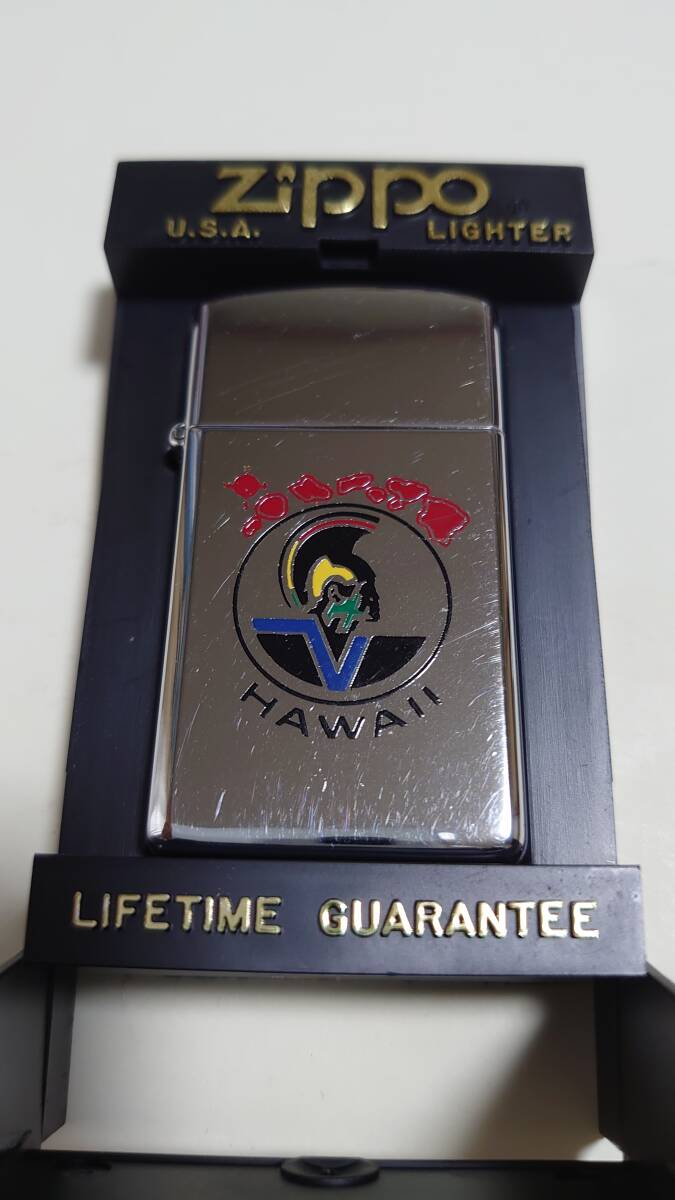 Zippo
U.S.A. LIGHTER
HAWAII
LIFETIME GUARANTEE